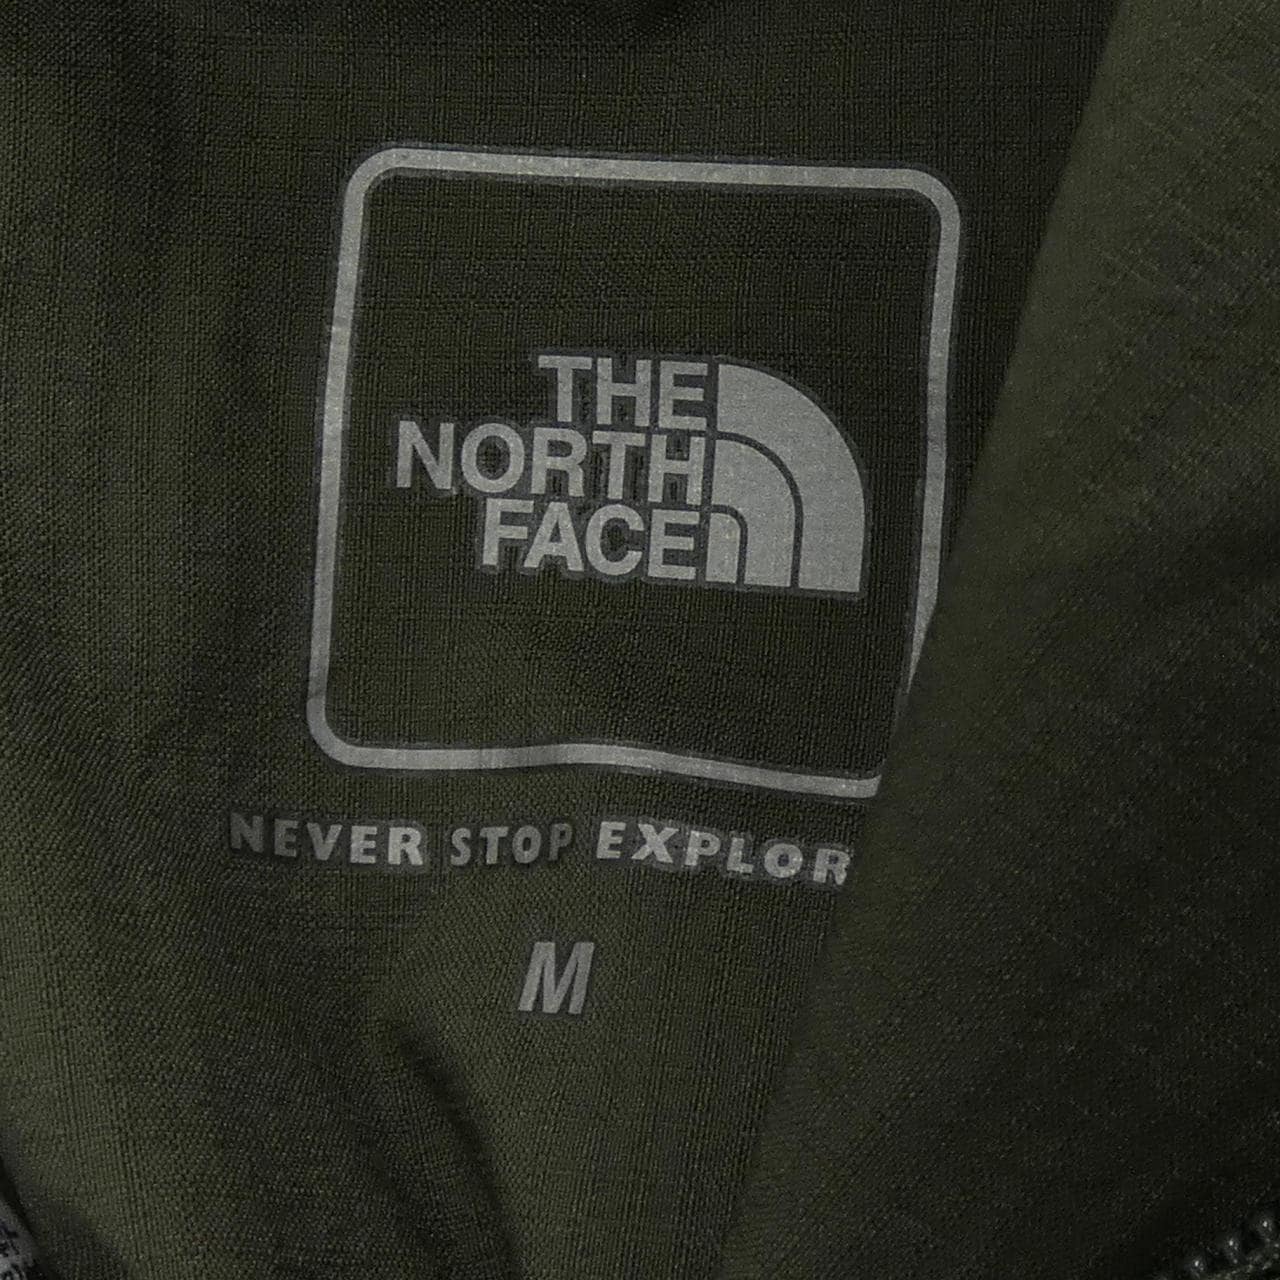 THE
NORTH
FACE
NEVER STOP EXPLOR
M